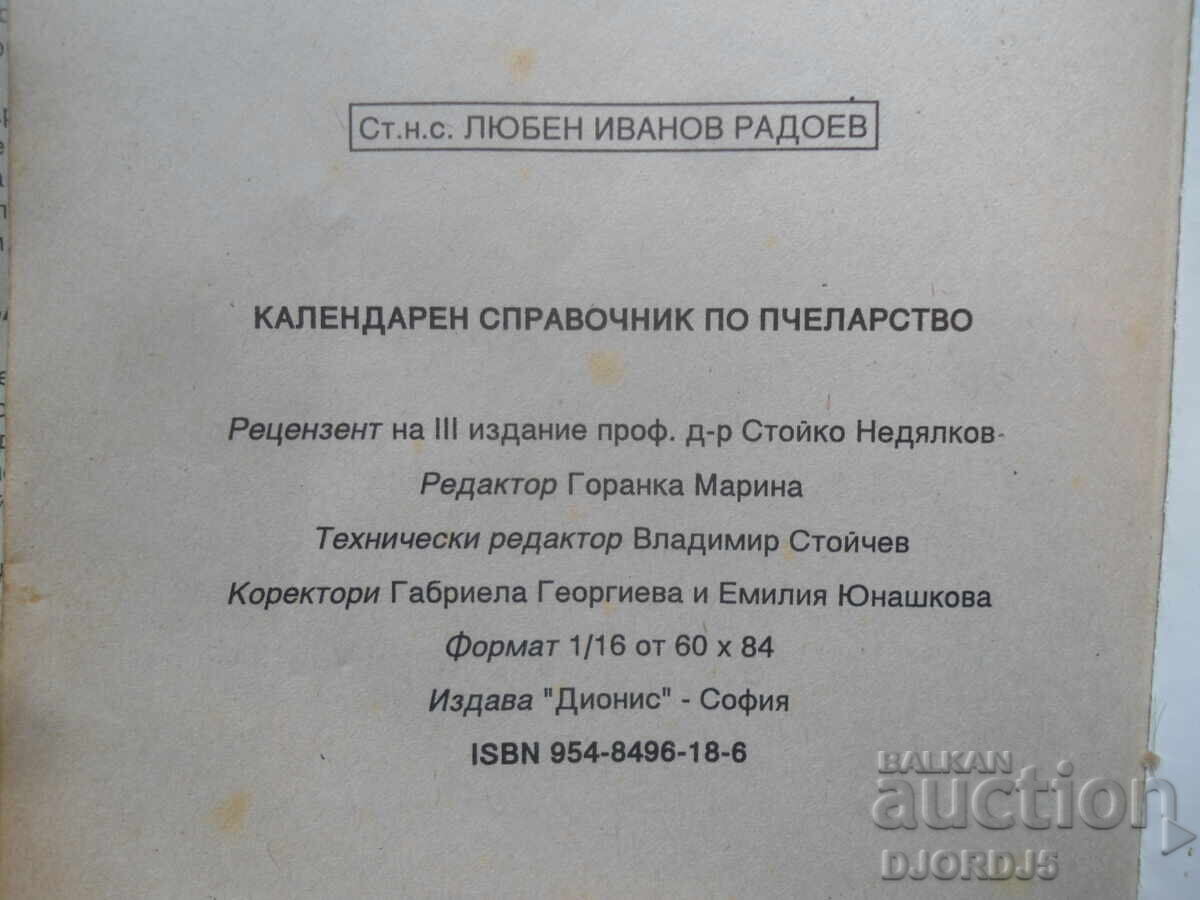 Ст.н.с. ЛЮБЕН ИВАНОВ РАДОЕВ
КАЛЕНДАРЕН СПРАВОЧНИК ПО ПЧЕЛАРСТВО
Рецензент на III издание проф. д-р Стойко Недялков
Редактор Горанка Марина
Технически редактор Владимир Стойчев
Коректори Габриела Георгиева и Емилия Юнашкова
Формат 1/16 от 60 x 84
Издава "Дионис" - София
ISBN 954-8496-18-6
BALKAN
auction
DJORDJ5